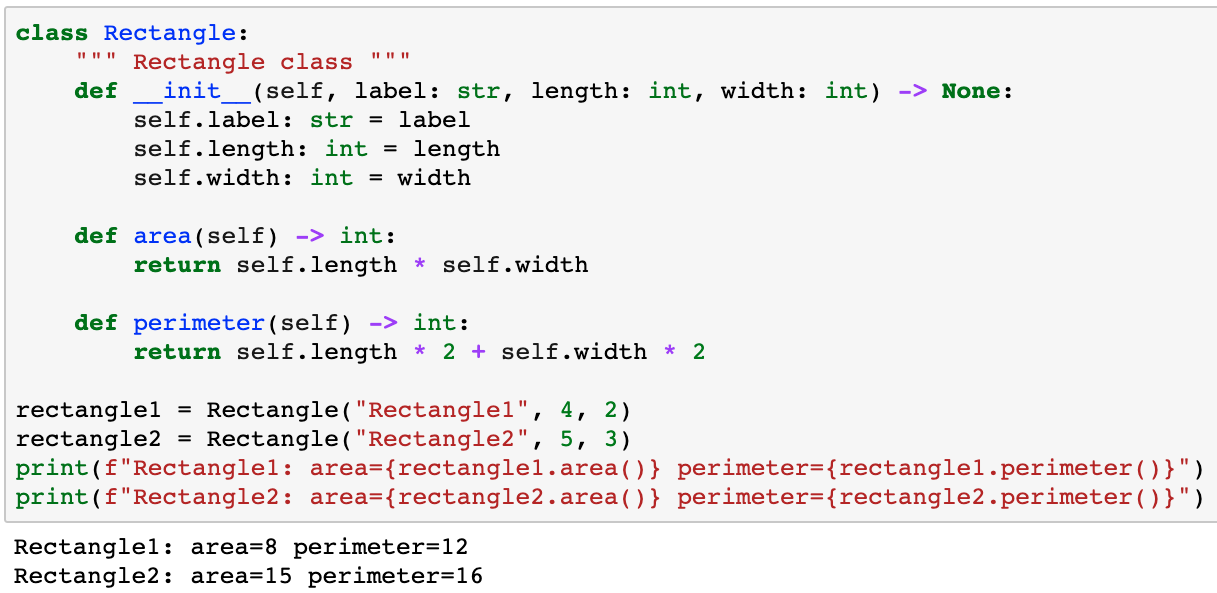 class Rectangle:
    """ Rectangle class """
    def __init__(self, label: str, length: int, width: int) -> None:
        self.label: str = label
        self.length: int = length
        self.width: int = width

    def area(self) -> int:
        return self.length * self.width

    def perimeter(self) -> int:
        return self.length * 2 + self.width * 2

rectangle1 = Rectangle("Rectangle1", 4, 2)
rectangle2 = Rectangle("Rectangle2", 5, 3)
print(f"Rectangle1: area={rectangle1.area()} perimeter={rectangle1.perimeter()}")
print(f"Rectangle2: area={rectangle2.area()} perimeter={rectangle2.perimeter()}")
Rectangle1: area=8 perimeter=12
Rectangle2: area=15 perimeter=16